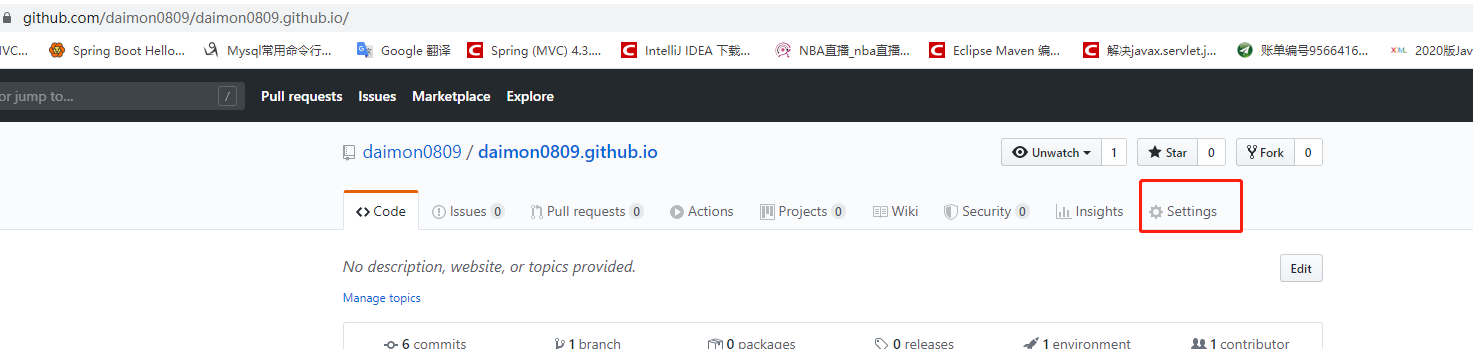 github.com/daimon0809/daimon0809.github.io/
MVC... Spring Boot Hello... Mysql常用命令行... Google 翻译 Spring (MVC) 4.3.... IntelliJ IDEA 下载... NBA直播_nba直播... Eclipse Maven 编... 解决javax.servlet.j... 账单编号9566416... XML 2020版Jav
or jump to... / Pull requests Issues Marketplace Explore
daimon0809 / daimon0809.github.io Unwatch 1 Star 0 Fork 0
Code Issues 0 Pull requests 0 Actions Projects 0 Wiki Security 0 Insights Settings
No description, website, or topics provided. Edit
Manage topics
6 commits 1 branch 0 packages 0 releases 1 environment 1 contributor